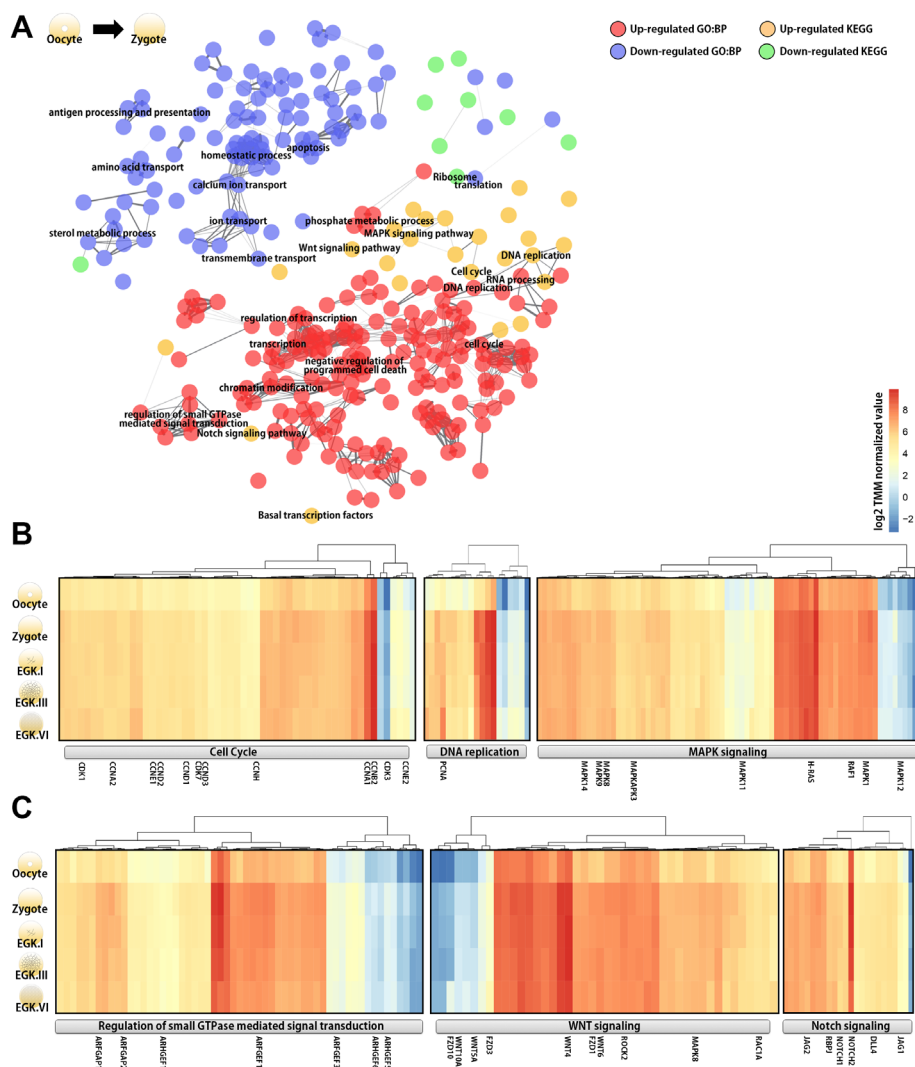 A
Oocyte
Zygote
Up-regulated GO:BP
Up-regulated KEGG
Down-regulated GO:BP
Down-regulated KEGG
antigen processing and presentation
apoptosis
homeostatic process
amino acid transport
Ribosome
translation
calcium ion transport
ion transport
phosphate metabolic process
sterol metabolic process
MAPK signaling pathway
Wnt signaling pathway
transmembrane transport
DNA replication
Cell cycle
RNA processing
DNA replication
regulation of transcription
transcription
cell cycle
negative regulation of
programmed cell death
chromatin modification
regulation of small GTPase
mediated signal transduction
Notch signaling pathway
Basal transcription factors
log2 TMM normalized value
8
6
4
2
0
−2
B
Oocyte
Zygote
EGK.I
EGK.III
EGK.VI
Cell Cycle
DNA replication
MAPK signaling
CDK1
CCNA2
CCNE1
CCND2
CCND1
CDK7
CCND3
CCNH
CCNA1
CCNB2
CDK3
CCNE2
PCNA
MAPK14
MAPK9
MAPK8
MAPKAPK3
MAPK11
H-RAS
RAF1
MAPK1
MAPK12
C
Oocyte
Zygote
EGK.I
EGK.III
EGK.VI
Regulation of small GTPase mediated signal transduction
WNT signaling
Notch signaling
FZD10
WNT10A
WNT5A
FZD3
WNT4
FZD1
WNT6
ROCK2
MAPK8
RAC1A
JAG2
RBPJ
NOTCH1
NOTCH2
DLL4
JAG1